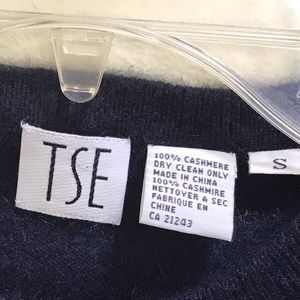 TSE
100% CASHMERE
DRY CLEAN ONLY
MADE IN CHINA
100% CASHMIRE
NETTOYER A SEC
FABRIQUE EN
CHINE
CA 21243
S